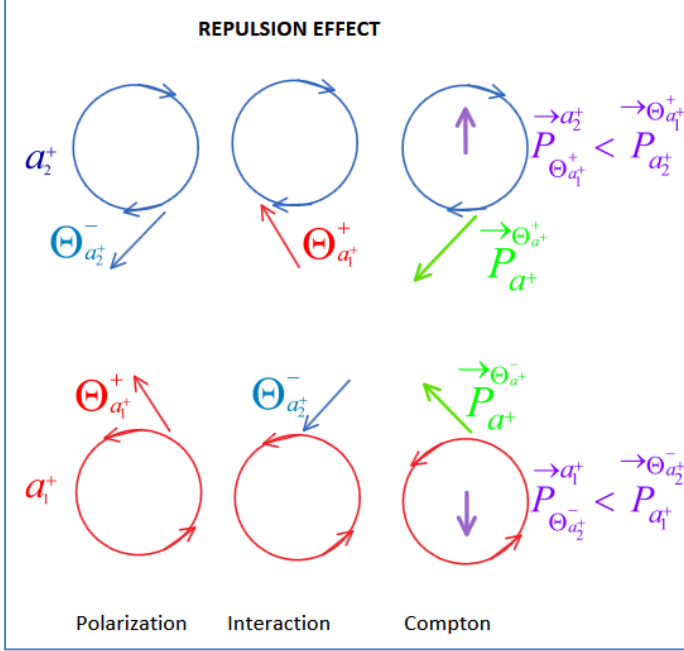 REPULSION EFFECT
a₂⁺
Θ⁻ₐ₂⁺
Θ⁺ₐ₁⁺
P⃗^{a₂⁺}_{Θ⁺_{a₁⁺}} < P⃗^{Θ⁺_{a₁⁺}}_{a₂⁺}
P⃗^{Θ⁺_{a⁺}}_{a⁺}
a₁⁺
Θ⁺ₐ₁⁺
Θ⁻ₐ₂⁺
P⃗^{Θ⁻_{a⁺}}_{a⁺}
P⃗^{a₁⁺}_{Θ⁻_{a₂⁺}} < P⃗^{Θ⁻_{a₂⁺}}_{a₁⁺}
Polarization Interaction Compton